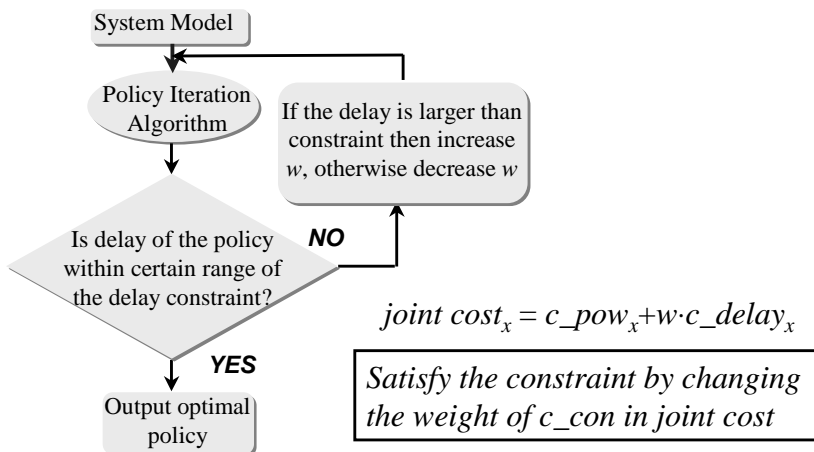 System Model
Policy Iteration
Algorithm
If the delay is larger than
constraint then increase
w, otherwise decrease w
Is delay of the policy
within certain range of
the delay constraint?
NO
YES
Output optimal
policy
joint cost_x = c_pow_x+w·c_delay_x
Satisfy the constraint by changing
the weight of c_con in joint cost